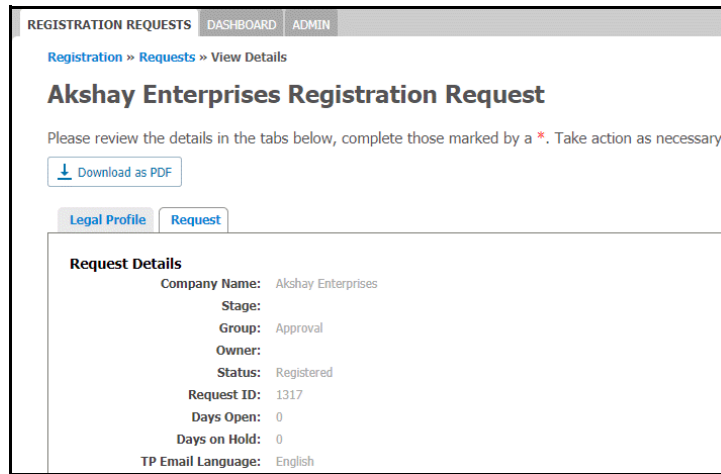 REGISTRATION REQUESTS DASHBOARD ADMIN
Registration » Requests » View Details
Akshay Enterprises Registration Request
Please review the details in the tabs below, complete those marked by a *. Take action as necessary
Download as PDF
Legal Profile Request
Request Details
Company Name: Akshay Enterprises
Stage:
Group: Approval
Owner:
Status: Registered
Request ID: 1317
Days Open: 0
Days on Hold: 0
TP Email Language: English